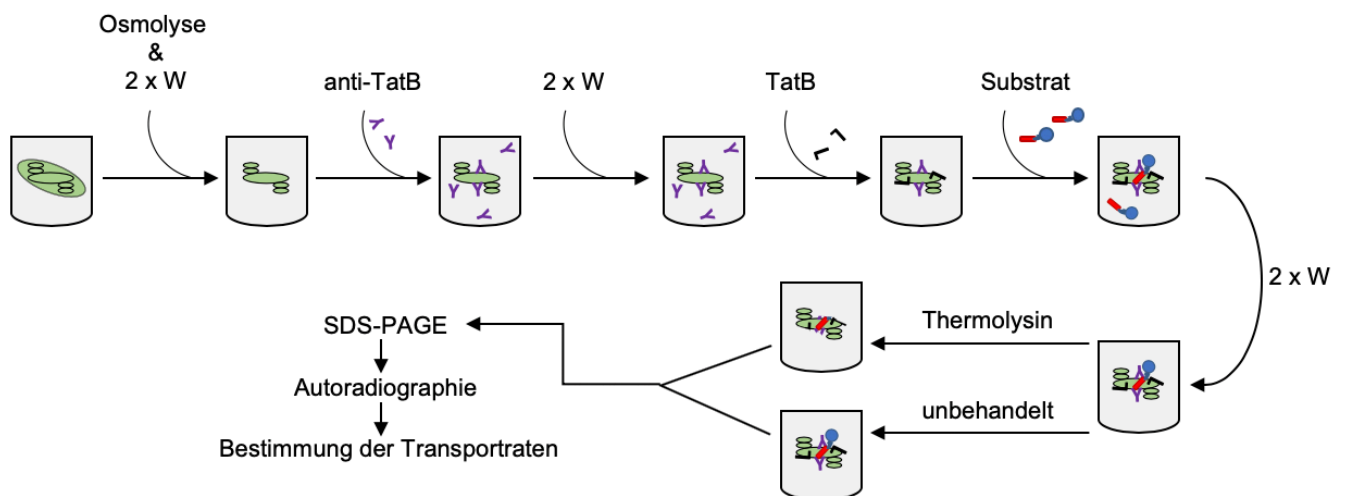 Osmolyse
&
2 x W
anti-TatB
2 x W
TatB
Substrat
2 x W
Thermolysin
unbehandelt
SDS-PAGE
Autoradiographie
Bestimmung der Transportraten